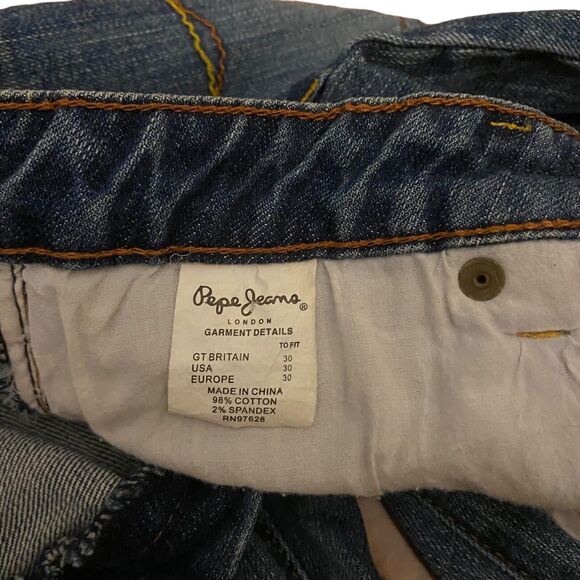 Pepe Jeans®
LONDON
GARMENT DETAILS
TO FIT
GT BRITAIN 30
USA 30
EUROPE 30
MADE IN CHINA
98% COTTON
2% SPANDEX
RN97628